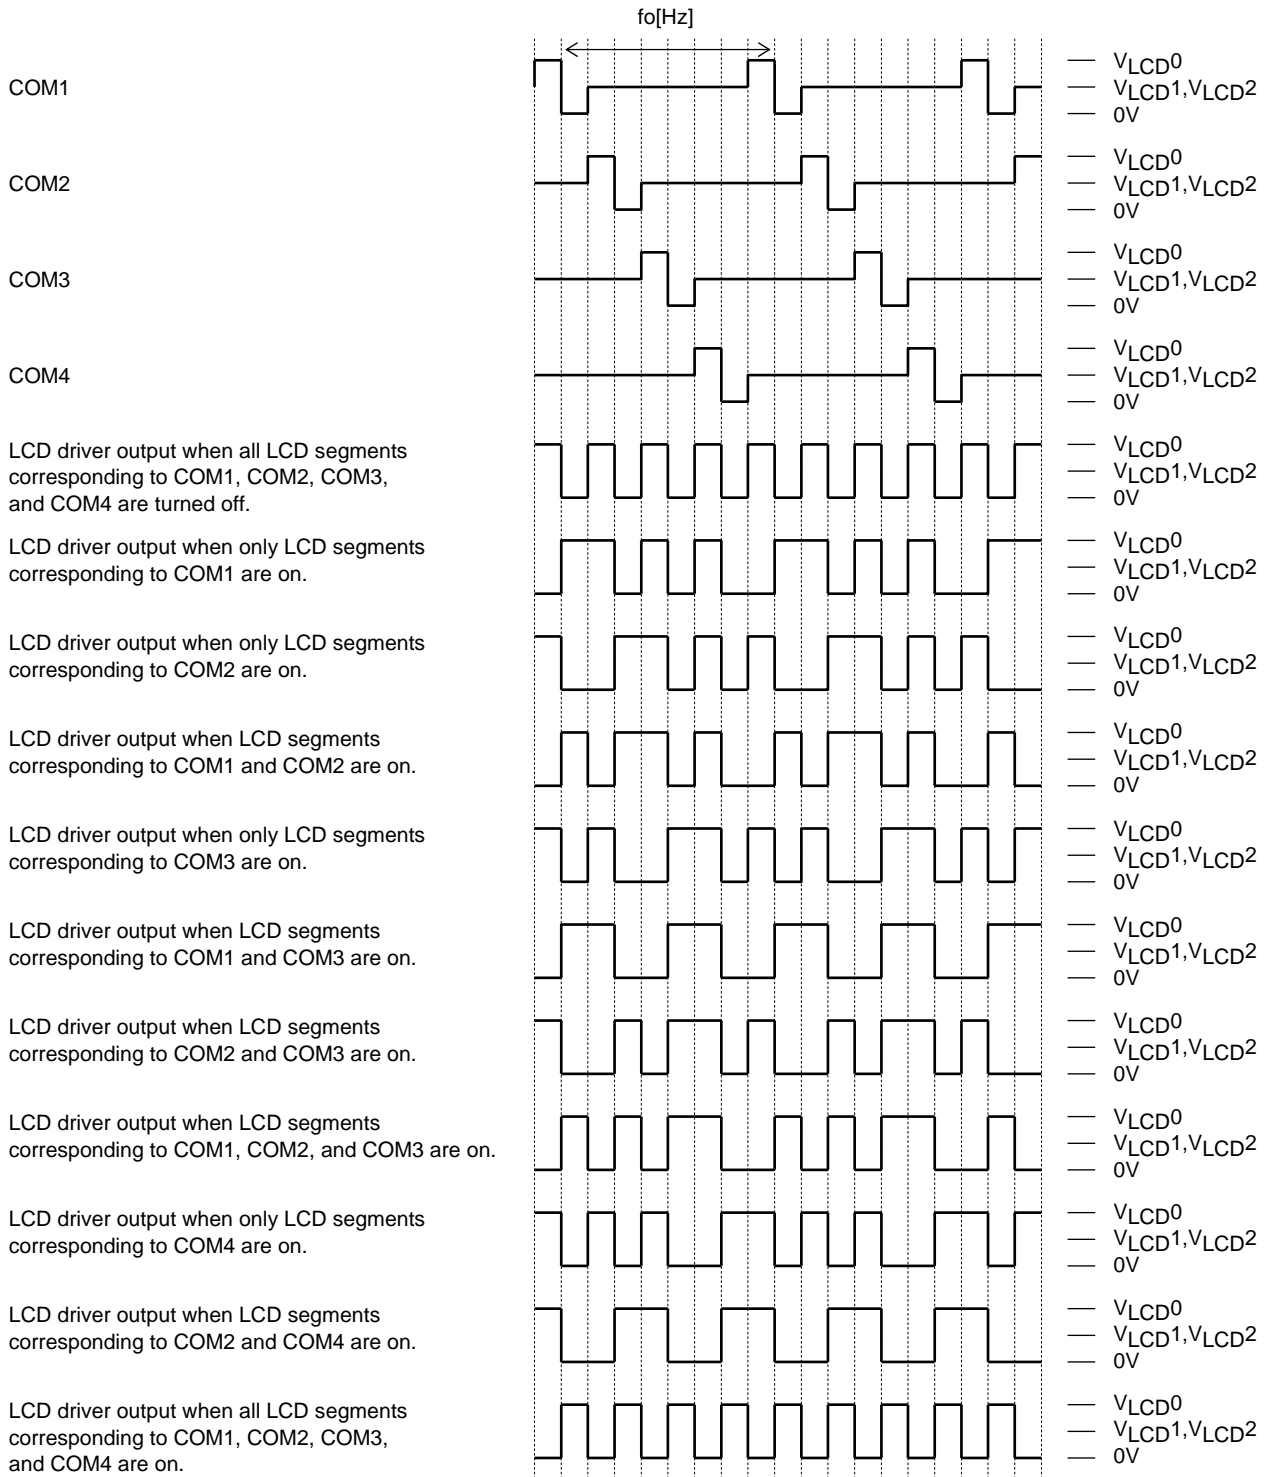 fo[Hz]
COM1
VLCD0
VLCD1,VLCD2
0V
COM2
VLCD0
VLCD1,VLCD2
0V
COM3
VLCD0
VLCD1,VLCD2
0V
COM4
VLCD0
VLCD1,VLCD2
0V
LCD driver output when all LCD segments
corresponding to COM1, COM2, COM3,
and COM4 are turned off.
VLCD0
VLCD1,VLCD2
0V
LCD driver output when only LCD segments
corresponding to COM1 are on.
VLCD0
VLCD1,VLCD2
0V
LCD driver output when only LCD segments
corresponding to COM2 are on.
VLCD0
VLCD1,VLCD2
0V
LCD driver output when LCD segments
corresponding to COM1 and COM2 are on.
VLCD0
VLCD1,VLCD2
0V
LCD driver output when only LCD segments
corresponding to COM3 are on.
VLCD0
VLCD1,VLCD2
0V
LCD driver output when LCD segments
corresponding to COM1 and COM3 are on.
VLCD0
VLCD1,VLCD2
0V
LCD driver output when LCD segments
corresponding to COM2 and COM3 are on.
VLCD0
VLCD1,VLCD2
0V
LCD driver output when LCD segments
corresponding to COM1, COM2, and COM3 are on.
VLCD0
VLCD1,VLCD2
0V
LCD driver output when only LCD segments
corresponding to COM4 are on.
VLCD0
VLCD1,VLCD2
0V
LCD driver output when LCD segments
corresponding to COM2 and COM4 are on.
VLCD0
VLCD1,VLCD2
0V
LCD driver output when all LCD segments
corresponding to COM1, COM2, COM3,
and COM4 are on.
VLCD0
VLCD1,VLCD2
0V